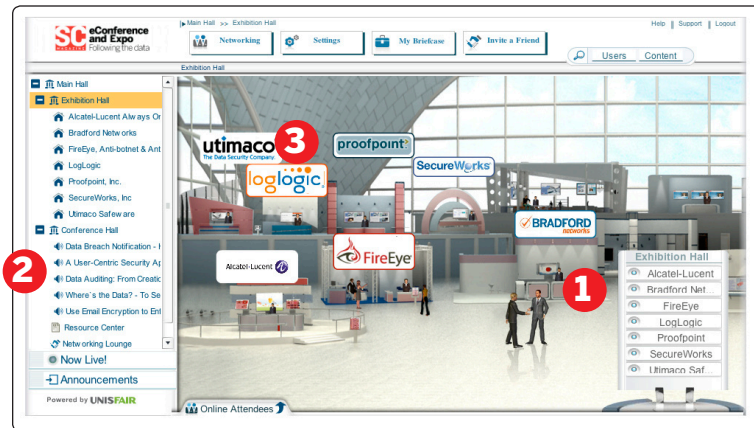 SC eConference
and Expo
MAGAZINE Following the data
Main Hall >> Exhibition Hall
Help | Support | Logout
Networking
Settings
My Briefcase
Invite a Friend
Users
Content
Exhibition Hall
Main Hall
Exhibition Hall
Alcatel-Lucent Always Or
Bradford Networks
FireEye, Anti-botnet & Ant
LogLogic
Proofpoint, Inc.
SecureWorks, Inc
Utimaco Safeware
Conference Hall
Data Breach Notification - H
A User-Centric Security Ap
Data Auditing: From Creatic
Where`s the Data? - To Se
Use Email Encryption to Ent
Resource Center
Networking Lounge
Now Live!
Announcements
Powered by UNISFAIR
2
utimaco
The Data Security Company.
3
proofpoint
loglogic
SecureWorks
BRADFORD
networks
Alcatel-Lucent
FireEye
1
Exhibition Hall
Alcatel-Lucent
Bradford Net...
FireEye
LogLogic
Proofpoint
SecureWorks
Utimaco Saf...
Online Attendees